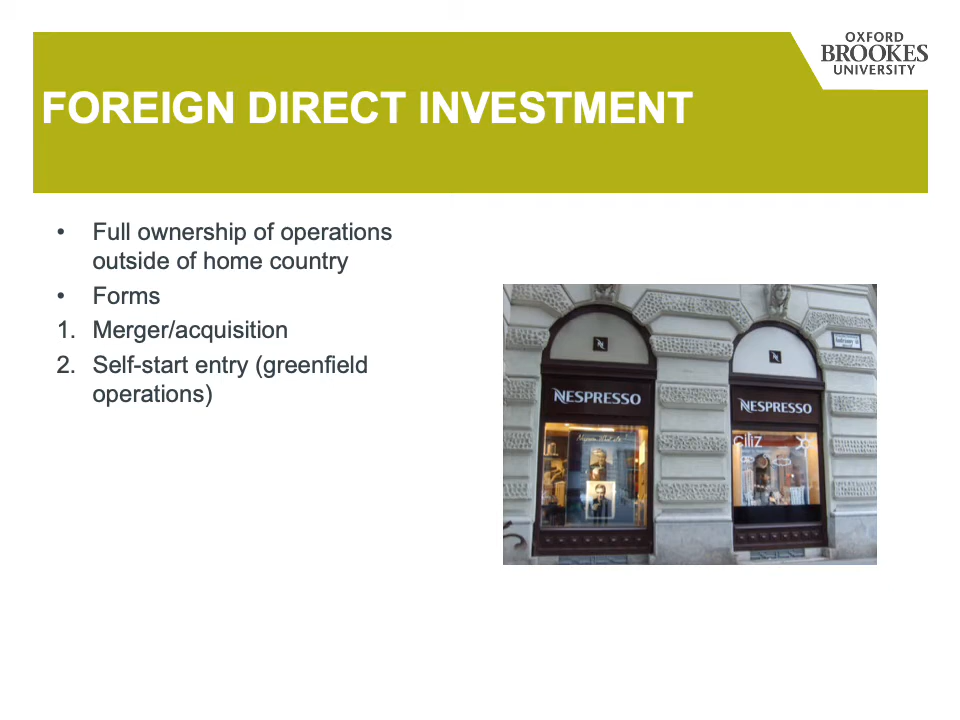 OXFORD
BROOKES
UNIVERSITY
FOREIGN DIRECT INVESTMENT
• Full ownership of operations
outside of home country
• Forms
1. Merger/acquisition
2. Self-start entry (greenfield
operations)
NESPRESSO
NESPRESSO
CITIZ